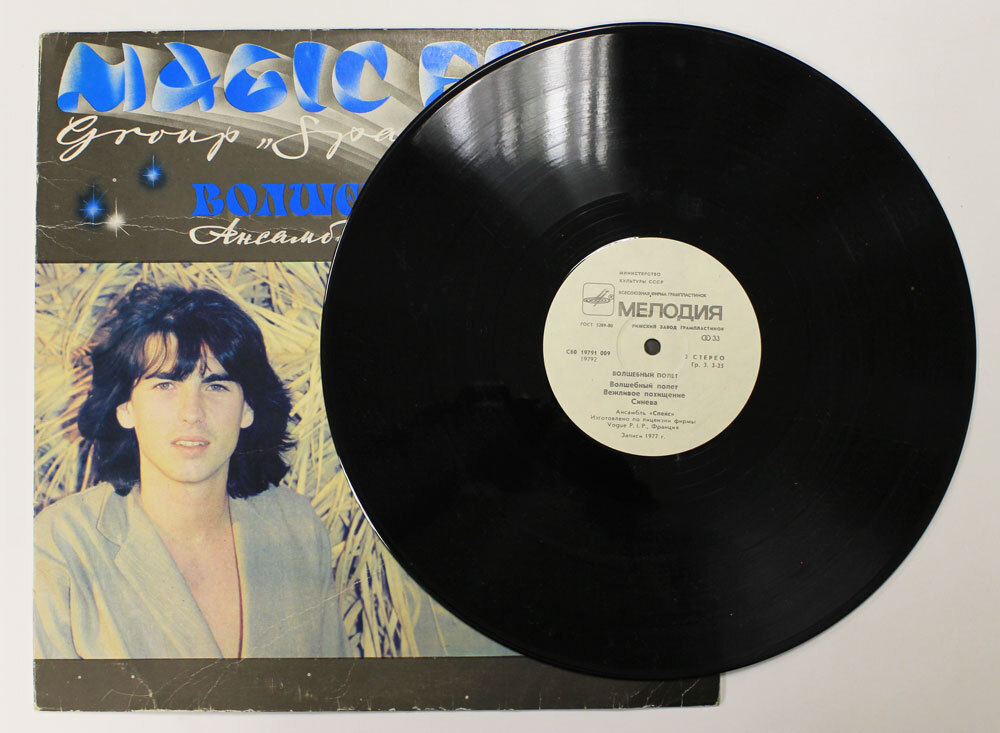 MAGIC
Group „Spa
ВОЛШЕ
Ансамб
МИНИСТЕРСТВО
КУЛЬТУРЫ СССР
ВСЕСОЮЗНАЯ ФИРМА ГРАМПЛАСТИНОК
МЕЛОДИЯ
ГОСТ 5289-80 РИЖСКИЙ ЗАВОД ГРАМПЛАСТИНОК
33
С60 19791 009 2 СТЕРЕО
19792 Гр. 3. 3-35
ВОЛШЕБНЫЙ ПОЛЕТ
Волшебный полет
Вежливое похищение
Синева
Ансамбль «Спейс»
Изготовлено по лицензии фирмы
Vogue P. I. P., Франция
Запись 1977 г.